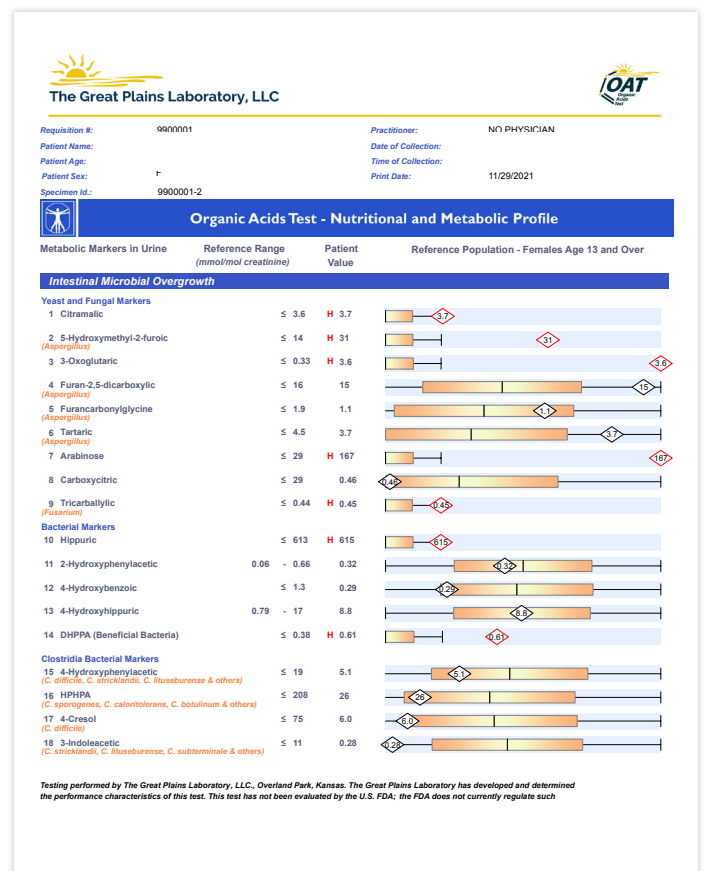 The Great Plains Laboratory, LLC
OAT
Organic
Acids
Test
Requisition #: 9900001 Practitioner: NO PHYSICIAN
Patient Name: Date of Collection:
Patient Age: Time of Collection:
Patient Sex: F Print Date: 11/29/2021
Specimen Id.: 9900001-2
Organic Acids Test - Nutritional and Metabolic Profile
Metabolic Markers in Urine Reference Range Patient Reference Population - Females Age 13 and Over
(mmol/mol creatinine) Value
Intestinal Microbial Overgrowth
Yeast and Fungal Markers
1 Citramalic ≤ 3.6 H 3.7 3.7
2 5-Hydroxymethyl-2-furoic ≤ 14 H 31 31
(Aspergillus)
3 3-Oxoglutaric ≤ 0.33 H 3.6 3.6
4 Furan-2,5-dicarboxylic ≤ 16 15 15
(Aspergillus)
5 Furancarbonylglycine ≤ 1.9 1.1 1.1
(Aspergillus)
6 Tartaric ≤ 4.5 3.7 3.7
(Aspergillus)
7 Arabinose ≤ 29 H 167 167
8 Carboxycitric ≤ 29 0.46 0.46
9 Tricarballylic ≤ 0.44 H 0.45 0.45
(Fusarium)
Bacterial Markers
10 Hippuric ≤ 613 H 615 615
11 2-Hydroxyphenylacetic 0.06 - 0.66 0.32 0.32
12 4-Hydroxybenzoic ≤ 1.3 0.29 0.29
13 4-Hydroxyhippuric 0.79 - 17 8.8 8.8
14 DHPPA (Beneficial Bacteria) ≤ 0.38 H 0.61 0.61
Clostridia Bacterial Markers
15 4-Hydroxyphenylacetic ≤ 19 5.1 5.1
(C. difficile, C. stricklandii, C. lituseburense & others)
16 HPHPA ≤ 208 26 26
(C. sporogenes, C. caloritolerans, C. botulinum & others)
17 4-Cresol ≤ 75 6.0 6.0
(C. difficile)
18 3-Indoleacetic ≤ 11 0.28 0.28
(C. stricklandii, C. lituseburense, C. subterminale & others)
Testing performed by The Great Plains Laboratory, LLC., Overland Park, Kansas. The Great Plains Laboratory has developed and determined
the performance characteristics of this test. This test has not been evaluated by the U.S. FDA; the FDA does not currently regulate such